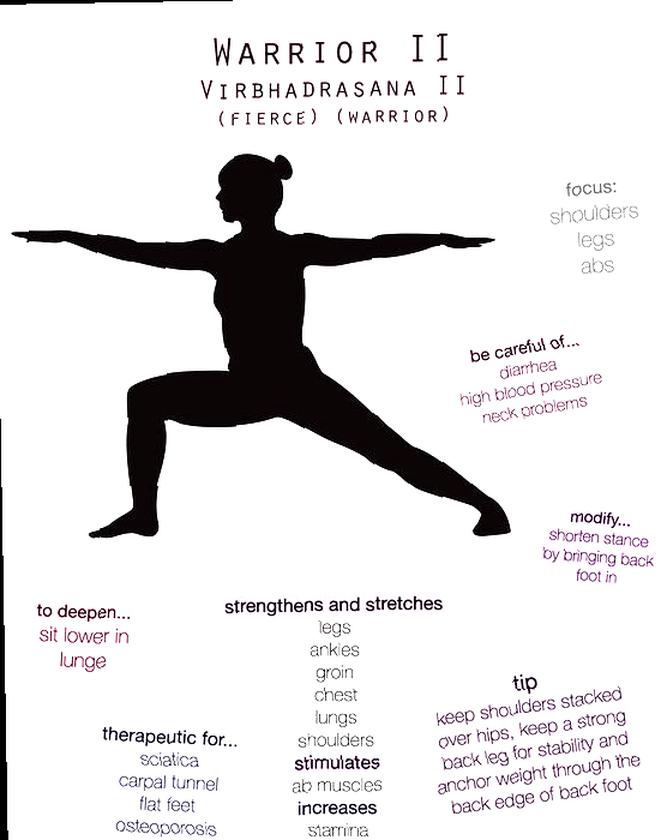 WARRIOR II
VIRBHADRASANA II
(FIERCE) (WARRIOR)
focus:
shoulders
legs
abs
be careful of...
diarrhea
high blood pressure
neck problems
modify...
shorten stance
by bringing back
foot in
to deepen...
sit lower in
lunge
strengthens and stretches
legs
ankles
groin
chest
lungs
shoulders
stimulates
ab muscles
increases
stamina
therapeutic for...
sciatica
carpal tunnel
flat feet
osteoporosis
tip
keep shoulders stacked
over hips, keep a strong
back leg for stability and
anchor weight through the
back edge of back foot